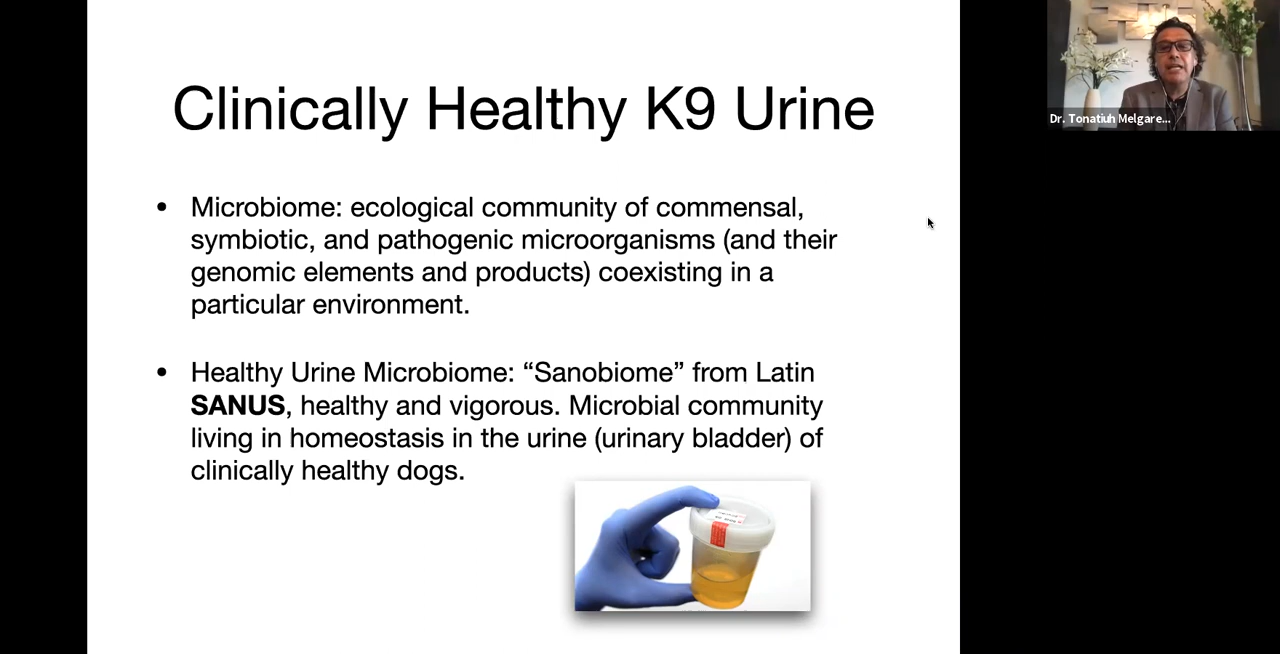 Clinically Healthy K9 Urine
• Microbiome: ecological community of commensal,
symbiotic, and pathogenic microorganisms (and their
genomic elements and products) coexisting in a
particular environment.
• Healthy Urine Microbiome: “Sanobiome” from Latin
SANUS, healthy and vigorous. Microbial community
living in homeostasis in the urine (urinary bladder) of
clinically healthy dogs.
Dr. Tonatiuh Melgare...